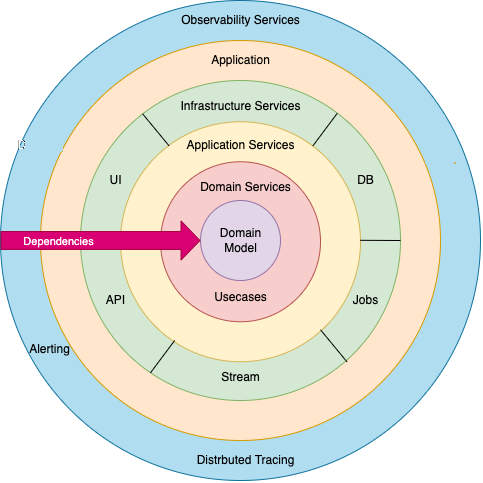 Observability Services
Application
Infrastructure Services
Application Services
UI
Domain Services
DB
Dependencies
Domain
Model
Usecases
API
Jobs
Alerting
Stream
Distrbuted Tracing